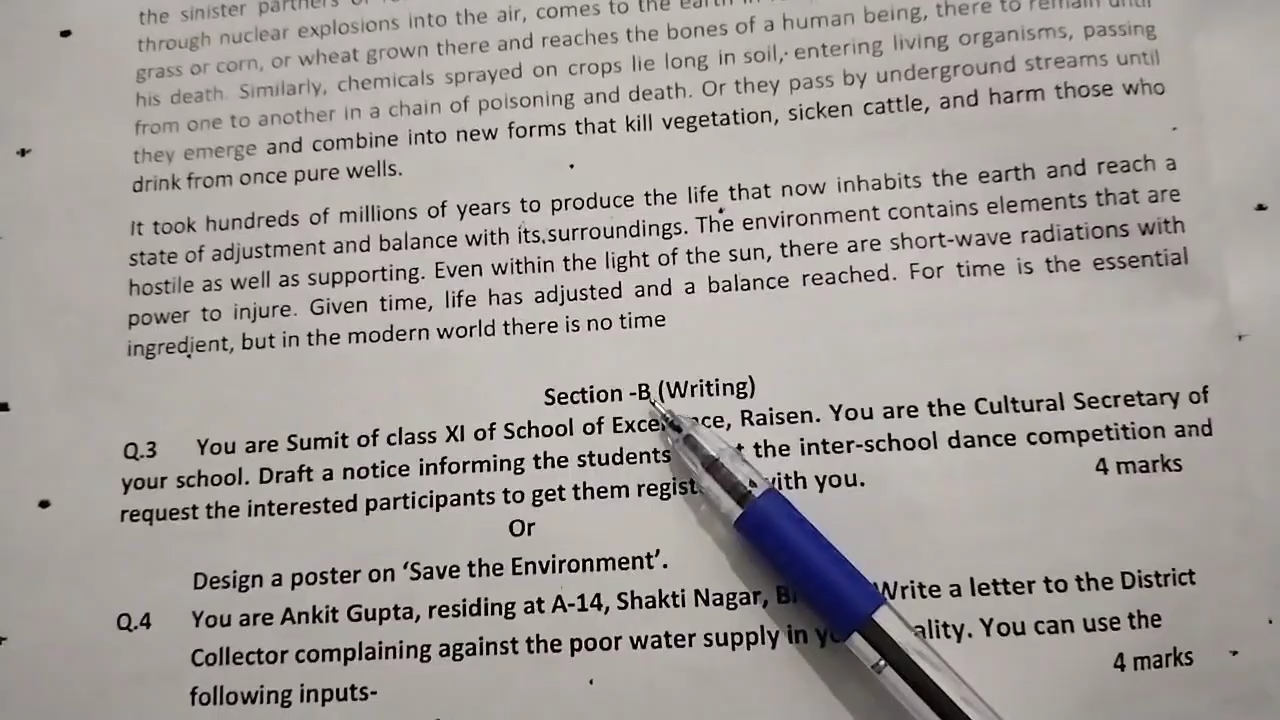 the sinister partners
through nuclear explosions into the air, comes to the earth in
grass or corn, or wheat grown there and reaches the bones of a human being, there to remain until
his death. Similarly, chemicals sprayed on crops lie long in soil, entering living organisms, passing
from one to another in a chain of poisoning and death. Or they pass by underground streams until
they emerge and combine into new forms that kill vegetation, sicken cattle, and harm those who
drink from once pure wells.
It took hundreds of millions of years to produce the life that now inhabits the earth and reach a
state of adjustment and balance with its surroundings. The environment contains elements that are
hostile as well as supporting. Even within the light of the sun, there are short-wave radiations with
power to injure. Given time, life has adjusted and a balance reached. For time is the essential
ingredient, but in the modern world there is no time
Section -B (Writing)
Q.3 You are Sumit of class XI of School of Excellence, Raisen. You are the Cultural Secretary of
your school. Draft a notice informing the students the inter-school dance competition and
request the interested participants to get them with you. 4 marks
Or
Design a poster on ‘Save the Environment’.
Q.4 You are Ankit Gupta, residing at A-14, Shakti Nagar, Write a letter to the District
Collector complaining against the poor water supply in your locality. You can use the
following inputs- 4 marks